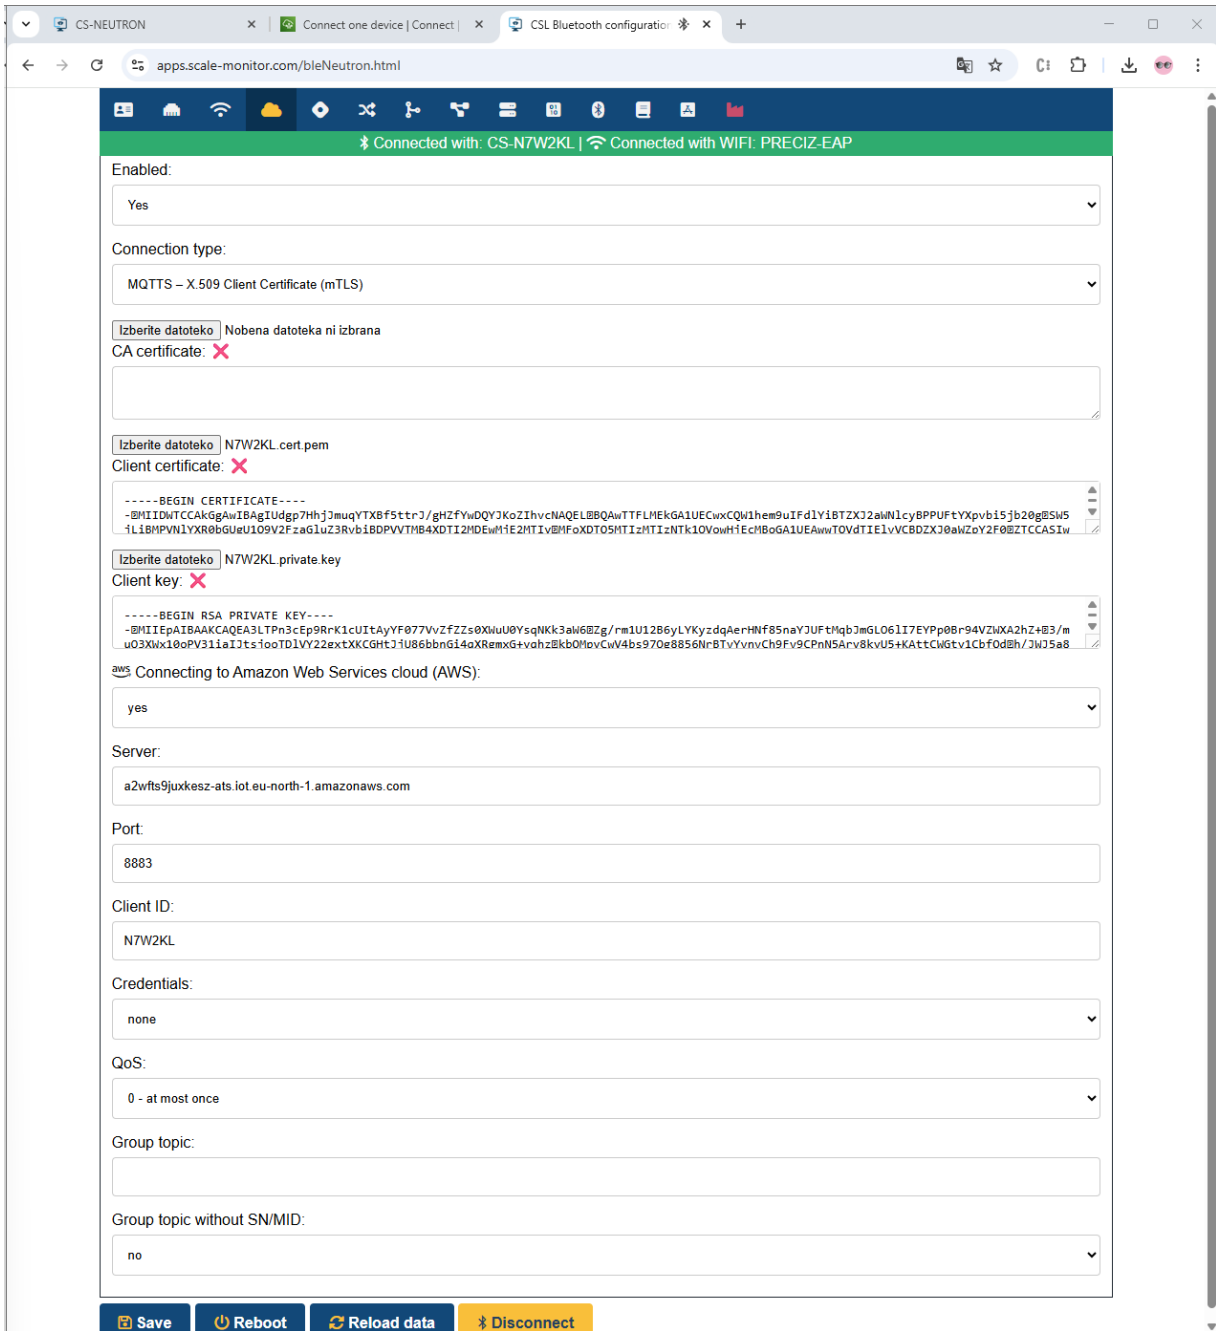 CS-NEUTRON
Connect one device | Connect |
CSL Bluetooth configuration
apps.scale-monitor.com/bleNeutron.html
Connected with: CS-N7W2KL | Connected with WIFI: PRECIZ-EAP
Enabled:
Yes
Connection type:
MQTTS – X.509 Client Certificate (mTLS)
Izberite datoteko Nobena datoteka ni izbrana
CA certificate: ❌
Izberite datoteko N7W2KL.cert.pem
Client certificate: ❌
-----BEGIN CERTIFICATE----
Izberite datoteko N7W2KL.private.key
Client key: ❌
-----BEGIN RSA PRIVATE KEY----
aws Connecting to Amazon Web Services cloud (AWS):
yes
Server:
a2wfts9juxkesz-ats.iot.eu-north-1.amazonaws.com
Port:
8883
Client ID:
N7W2KL
Credentials:
none
QoS:
0 - at most once
Group topic:
Group topic without SN/MID:
no
Save Reboot Reload data Disconnect